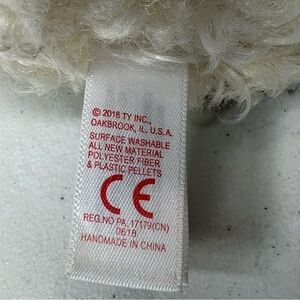 © 2018 TY INC.,
OAKBROOK, IL. U.S.A.
SURFACE WASHABLE
ALL NEW MATERIAL
POLYESTER FIBER
& PLASTIC PELLETS
CE
REG.NO PA. 17179(CN)
0618
HANDMADE IN CHINA